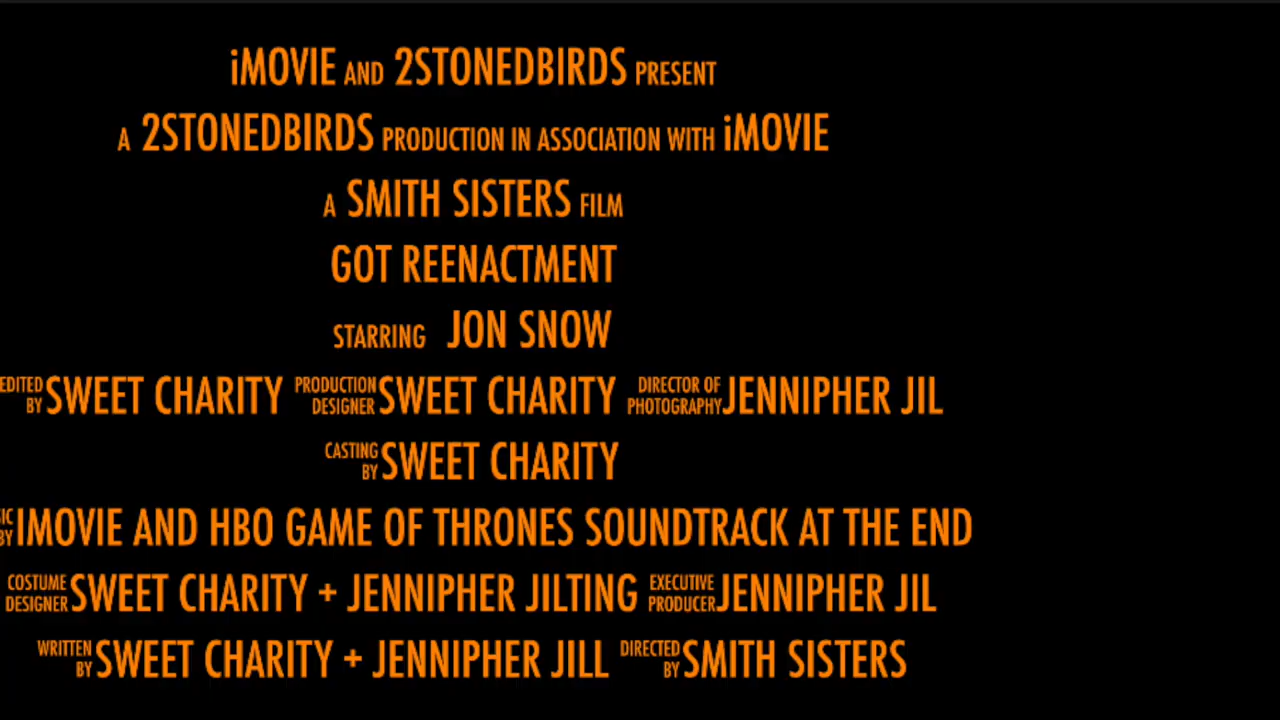 iMOVIE AND 2STONEDBIRDS PRESENT
A 2STONEDBIRDS PRODUCTION IN ASSOCIATION WITH iMOVIE
A SMITH SISTERS FILM
GOT REENACTMENT
STARRING JON SNOW
EDITED BY SWEET CHARITY PRODUCTION DESIGNER SWEET CHARITY DIRECTOR OF PHOTOGRAPHY JENNIPHER JIL
CASTING BY SWEET CHARITY
BY IMOVIE AND HBO GAME OF THRONES SOUNDTRACK AT THE END
COSTUME DESIGNER SWEET CHARITY + JENNIPHER JILTING EXECUTIVE PRODUCER JENNIPHER JIL
WRITTEN BY SWEET CHARITY + JENNIPHER JILL DIRECTED BY SMITH SISTERS